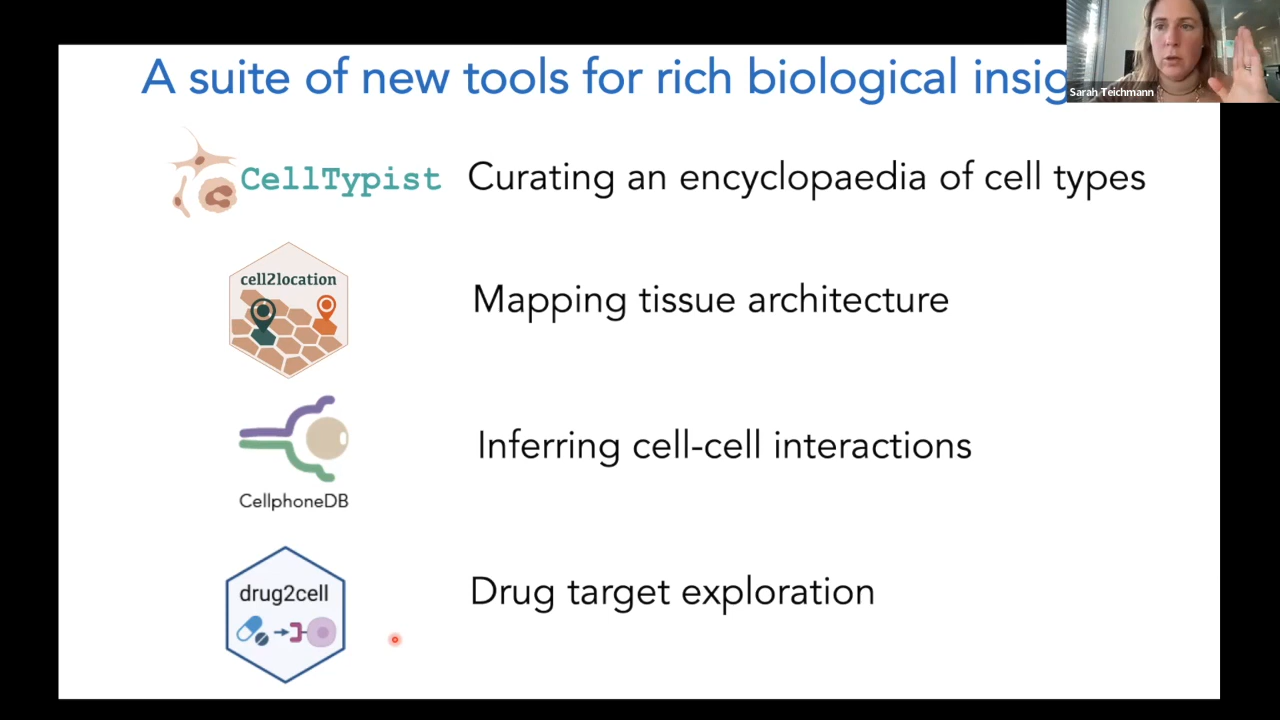 A suite of new tools for rich biological insig
Sarah Teichmann
CellTypist Curating an encyclopaedia of cell types
cell2location
Mapping tissue architecture
Inferring cell-cell interactions
CellphoneDB
drug2cell
Drug target exploration